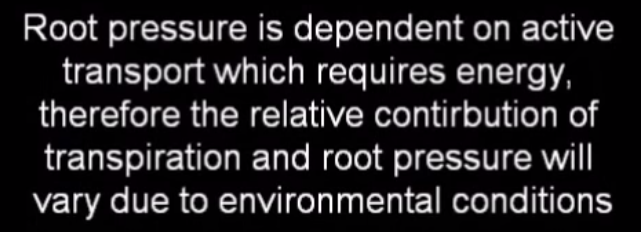 Root pressure is dependent on active
transport which requires energy,
therefore the relative contirbution of
transpiration and root pressure will
vary due to environmental conditions